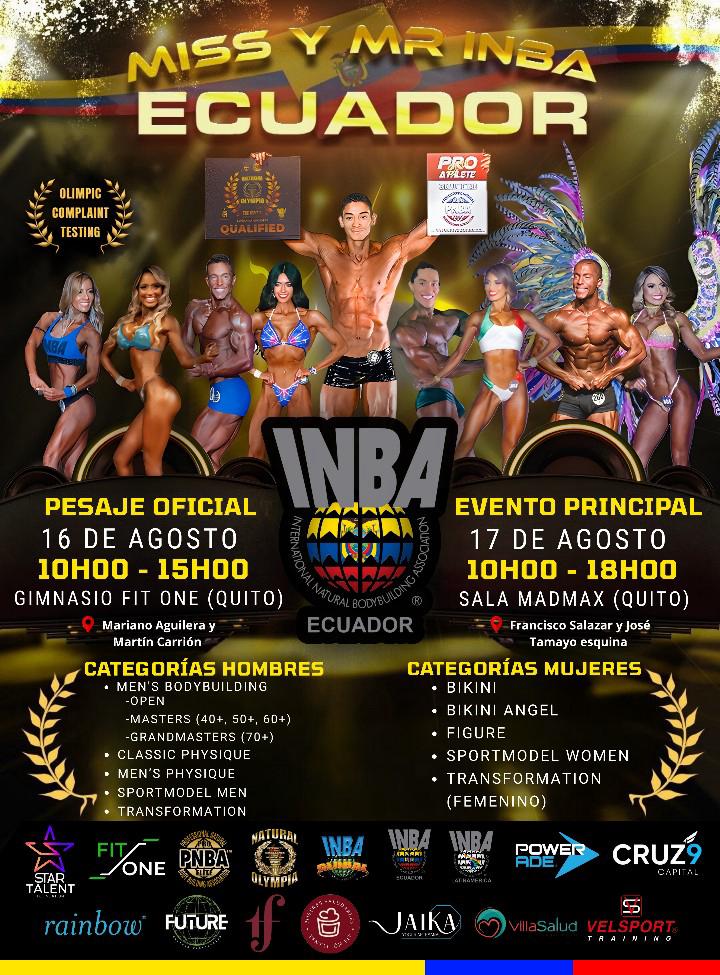 MISS Y MR INBA
ECUADOR
OLIMPIC
COMPLAINT
TESTING
QUALIFIED
PRO
ATHLETE
PNBA
INBA
INTERNATIONAL NATURAL BODYBUILDING ASSOCIATION
®
ECUADOR
PESAJE OFICIAL
16 DE AGOSTO
10H00 - 15H00
GIMNASIO FIT ONE (QUITO)
Mariano Aguilera y
Martín Carrión
EVENTO PRINCIPAL
17 DE AGOSTO
10H00 - 18H00
SALA MADMAX (QUITO)
Francisco Salazar y José
Tamayo esquina
CATEGORÍAS HOMBRES
• MEN'S BODYBUILDING
-OPEN
-MASTERS (40+, 50+, 60+)
-GRANDMASTERS (70+)
• CLASSIC PHYSIQUE
• MEN'S PHYSIQUE
• SPORTMODEL MEN
• TRANSFORMATION
CATEGORÍAS MUJERES
• BIKINI
• BIKINI ANGEL
• FIGURE
• SPORTMODEL WOMEN
• TRANSFORMATION
(FEMENINO)
STAR
TALENT
FIT
ONE
PNBA
NATURAL
OLYMPIA
INBA
INBA
ECUADOR
INBA
POWER
ADE
CRUZ9
CAPITAL
rainbow
FUTURE
JAIKA
VillaSalud
VELSPORT
TRAINING